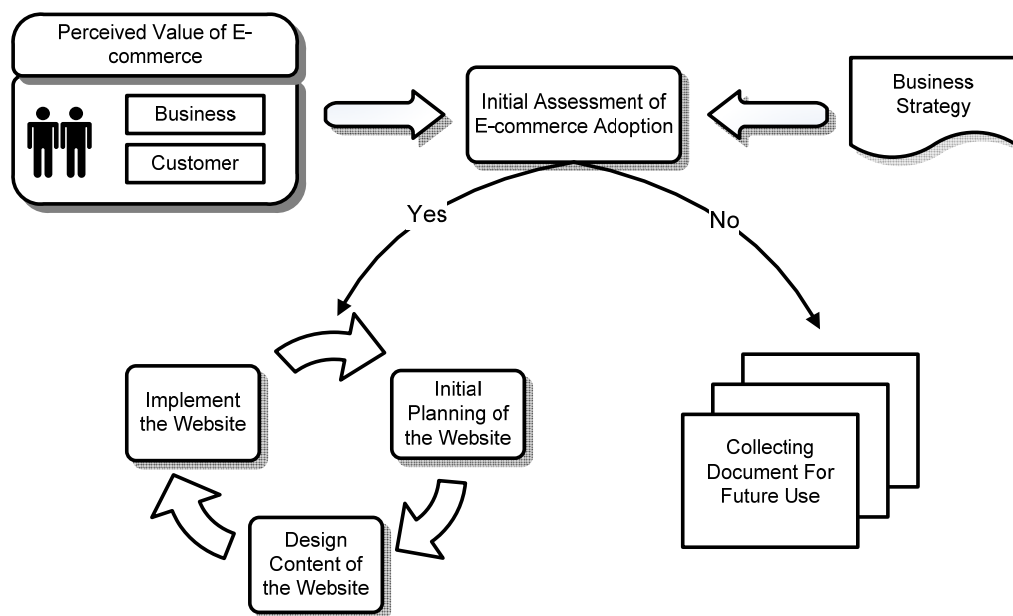 Perceived Value of E-
commerce
Business
Customer
Initial Assessment of
E-commerce Adoption
Business
Strategy
Yes
No
Implement
the Website
Initial
Planning of
the Website
Design
Content of
the Website
Collecting
Document For
Future Use